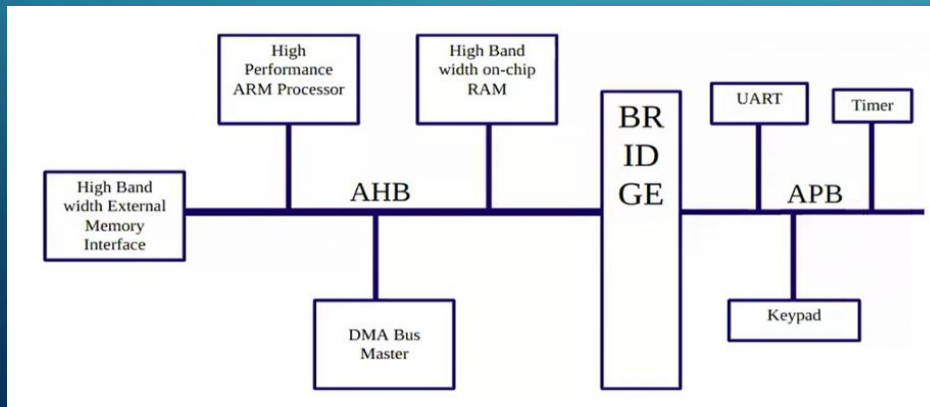 High
Performance
ARM Processor
High Band
width on-chip
RAM
BR
ID
GE
UART
Timer
High Band
width External
Memory
Interface
AHB
APB
DMA Bus
Master
Keypad